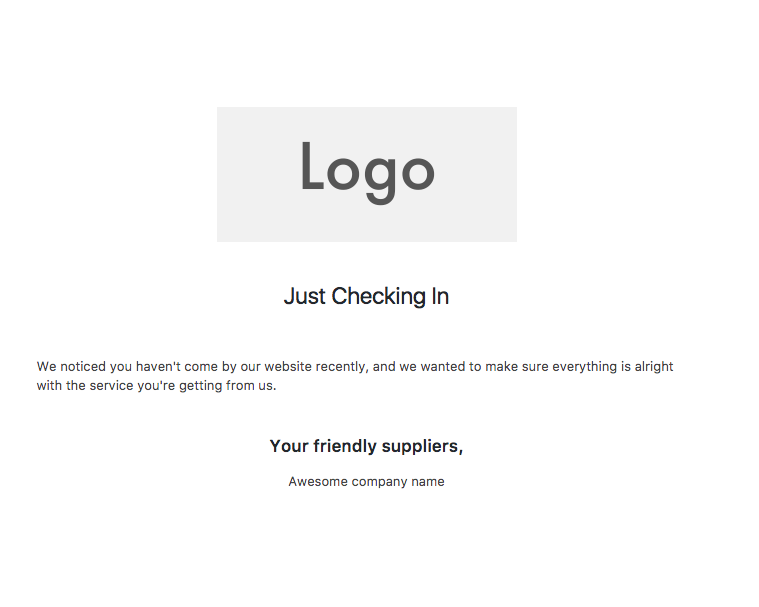 Logo
Just Checking In
We noticed you haven't come by our website recently, and we wanted to make sure everything is alright
with the service you're getting from us.
Your friendly suppliers,
Awesome company name